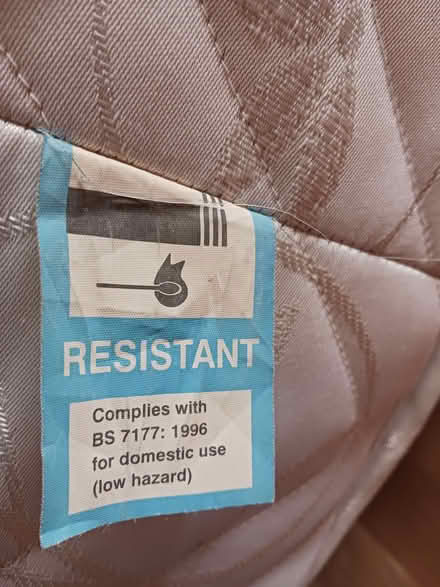 RESISTANT
Complies with
BS 7177: 1996
for domestic use
(low hazard)